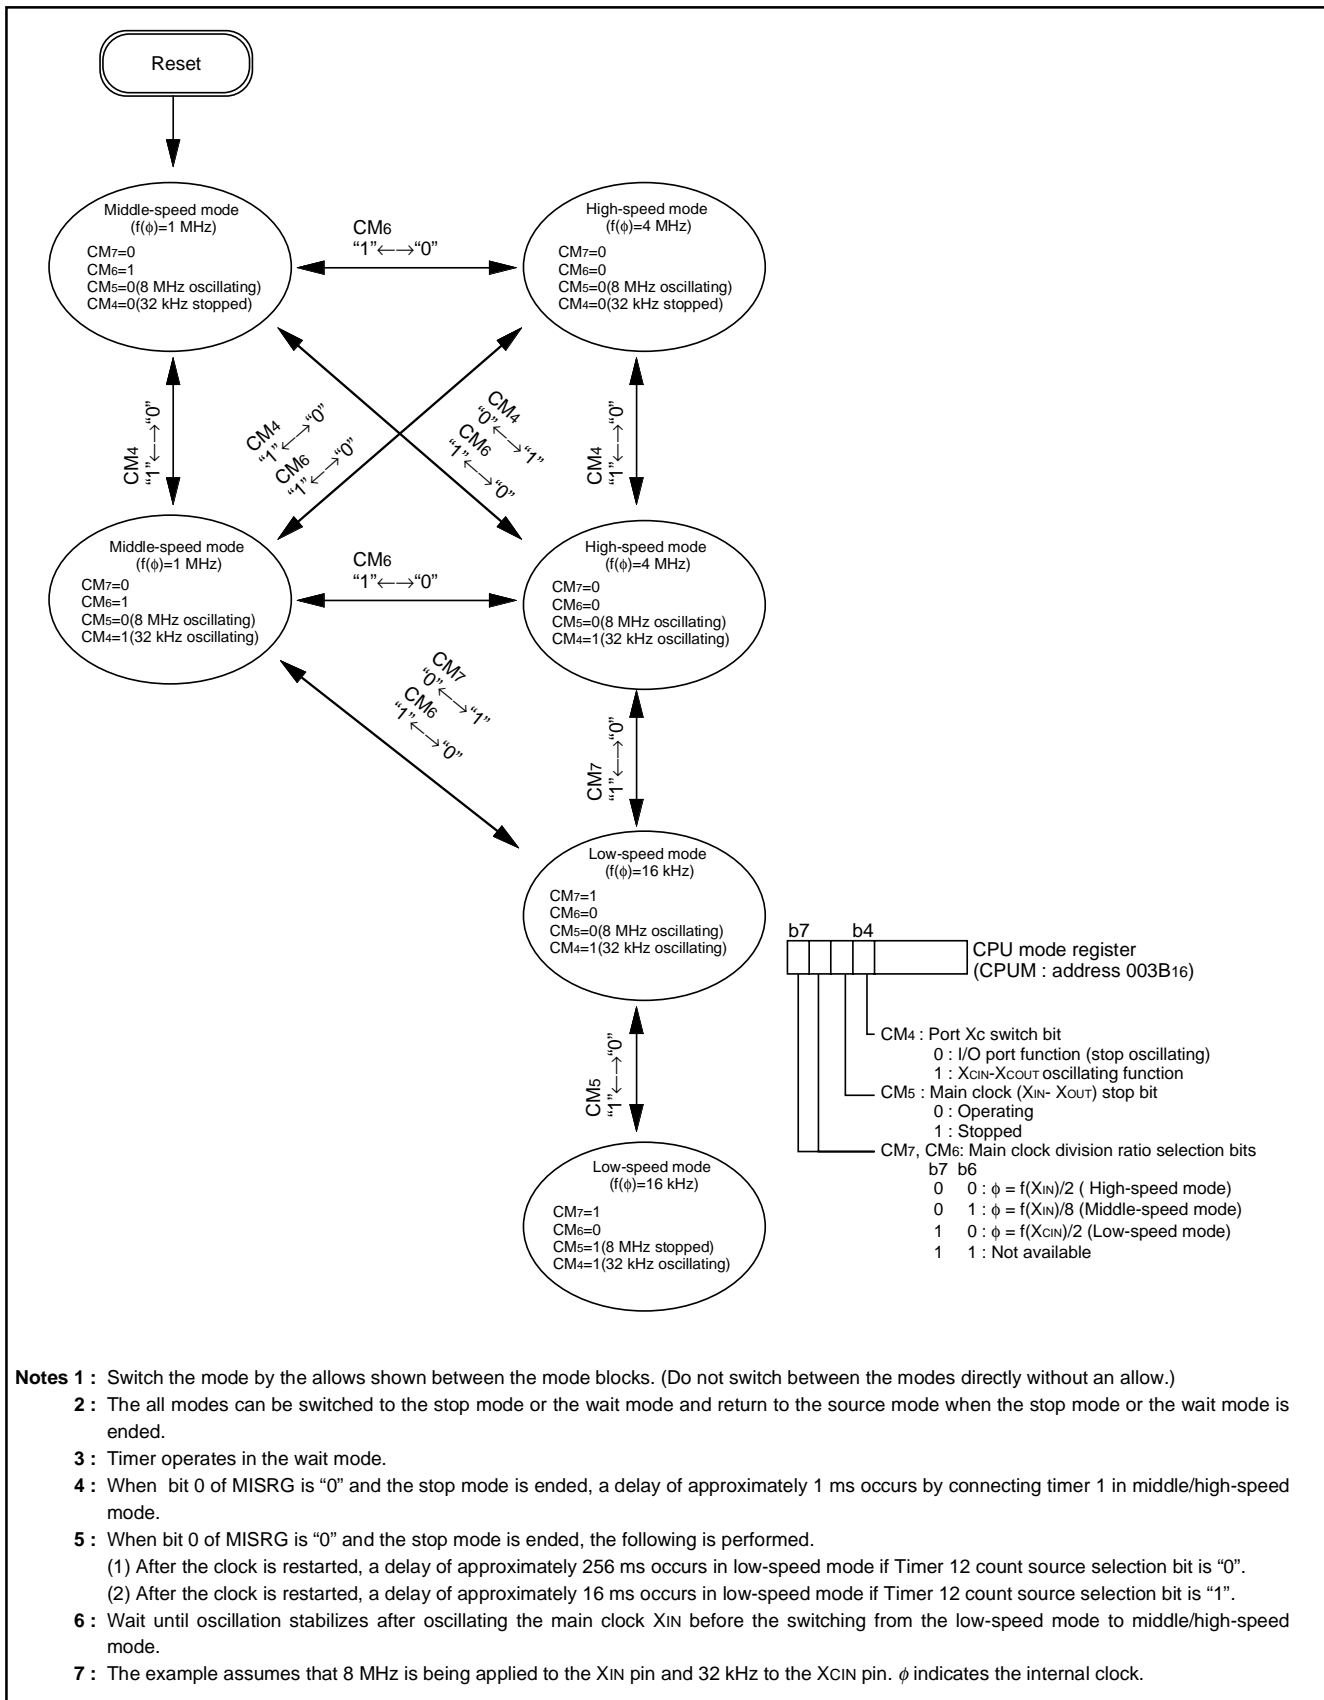 Reset
Middle-speed mode
(f(ϕ)=1 MHz)
CM7=0
CM6=1
CM5=0(8 MHz oscillating)
CM4=0(32 kHz stopped)
CM6
“1”←→“0”
High-speed mode
(f(ϕ)=4 MHz)
CM7=0
CM6=0
CM5=0(8 MHz oscillating)
CM4=0(32 kHz stopped)
CM4
“1”←→“0”
CM4
“1”←→“0”
CM6
“1”←→“0”
CM4
“0”←→“1”
CM6
“1”←→“0”
CM4
“1”←→“0”
Middle-speed mode
(f(ϕ)=1 MHz)
CM7=0
CM6=1
CM5=0(8 MHz oscillating)
CM4=1(32 kHz oscillating)
CM6
“1”←→“0”
High-speed mode
(f(ϕ)=4 MHz)
CM7=0
CM6=0
CM5=0(8 MHz oscillating)
CM4=1(32 kHz oscillating)
CM7
“0”←→“1”
CM6
“1”←→“0”
CM7
“1”←→“0”
Low-speed mode
(f(ϕ)=16 kHz)
CM7=1
CM6=0
CM5=0(8 MHz oscillating)
CM4=1(32 kHz oscillating)
CM5
“1”←→“0”
Low-speed mode
(f(ϕ)=16 kHz)
CM7=1
CM6=0
CM5=1(8 MHz stopped)
CM4=1(32 kHz oscillating)
b7 b4
CPU mode register
(CPUM : address 003B16)
CM4 : Port Xc switch bit
0 : I/O port function (stop oscillating)
1 : XCIN-XCOUT oscillating function
CM5 : Main clock (XIN- XOUT) stop bit
0 : Operating
1 : Stopped
CM7, CM6: Main clock division ratio selection bits
b7 b6
0 0 : ϕ = f(XIN)/2 ( High-speed mode)
0 1 : ϕ = f(XIN)/8 (Middle-speed mode)
1 0 : ϕ = f(XCIN)/2 (Low-speed mode)
1 1 : Not available
Notes 1 : Switch the mode by the allows shown between the mode blocks. (Do not switch between the modes directly without an allow.)
2 : The all modes can be switched to the stop mode or the wait mode and return to the source mode when the stop mode or the wait mode is
ended.
3 : Timer operates in the wait mode.
4 : When bit 0 of MISRG is “0” and the stop mode is ended, a delay of approximately 1 ms occurs by connecting timer 1 in middle/high-speed
mode.
5 : When bit 0 of MISRG is “0” and the stop mode is ended, the following is performed.
(1) After the clock is restarted, a delay of approximately 256 ms occurs in low-speed mode if Timer 12 count source selection bit is “0”.
(2) After the clock is restarted, a delay of approximately 16 ms occurs in low-speed mode if Timer 12 count source selection bit is “1”.
6 : Wait until oscillation stabilizes after oscillating the main clock XIN before the switching from the low-speed mode to middle/high-speed
mode.
7 : The example assumes that 8 MHz is being applied to the XIN pin and 32 kHz to the XCIN pin. ϕ indicates the internal clock.